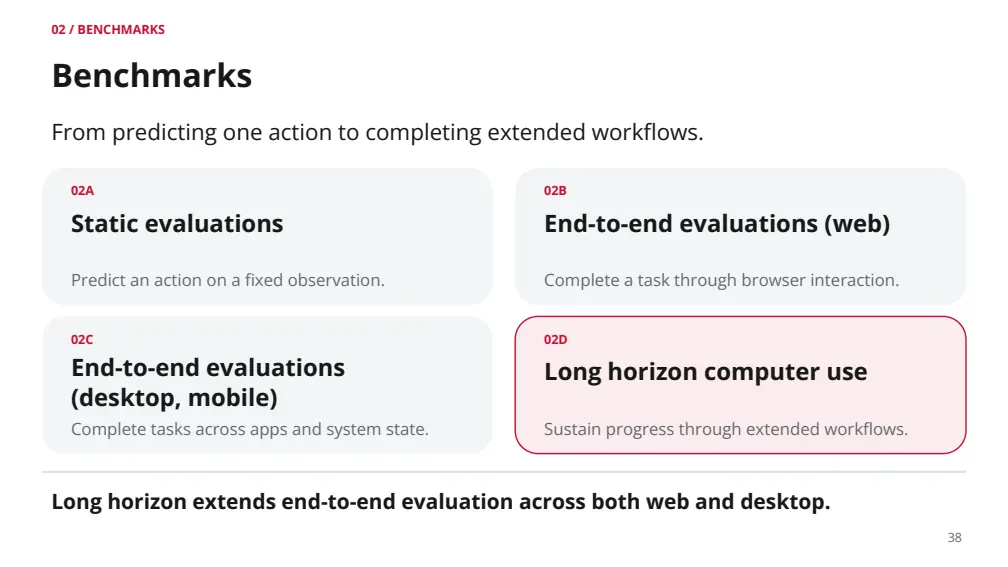 02 / BENCHMARKS
Benchmarks
From predicting one action to completing extended workflows.
02A
Static evaluations
Predict an action on a fixed observation.
02B
End-to-end evaluations (web)
Complete a task through browser interaction.
02C
End-to-end evaluations
(desktop, mobile)
Complete tasks across apps and system state.
02D
Long horizon computer use
Sustain progress through extended workflows.
Long horizon extends end-to-end evaluation across both web and desktop.
38